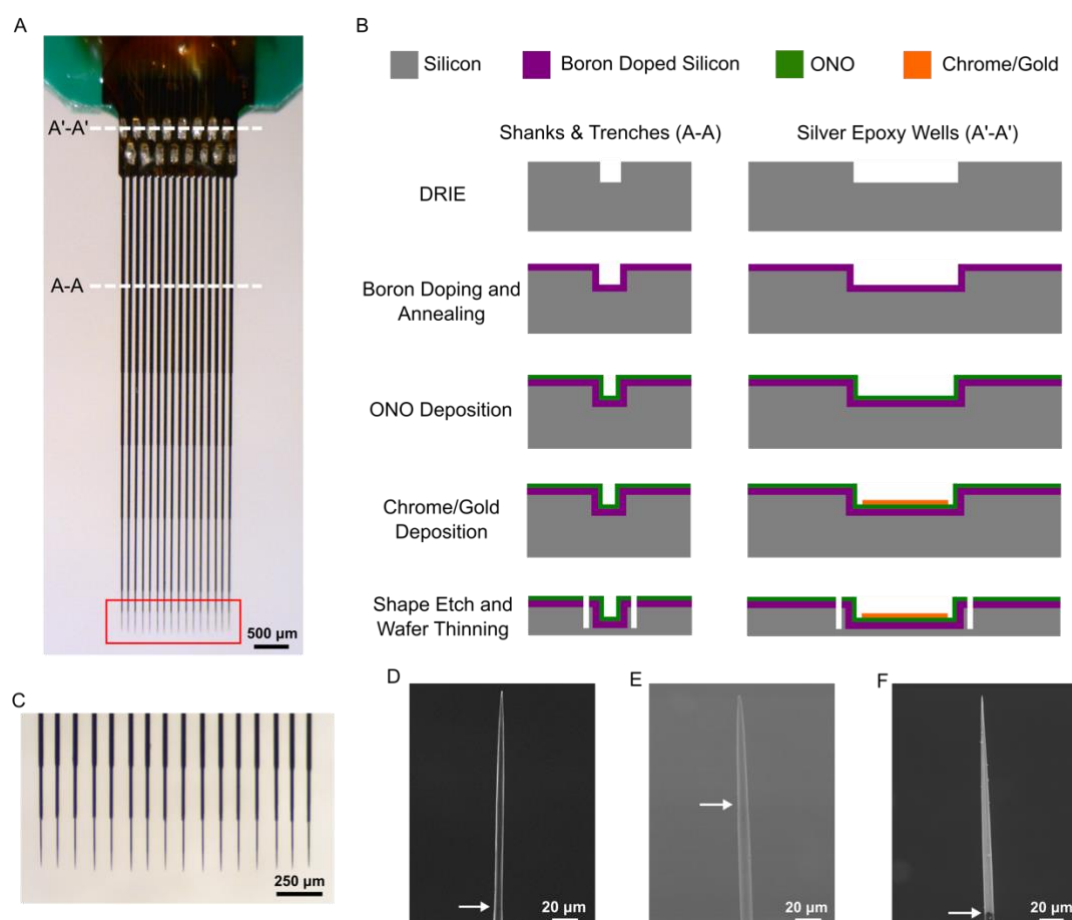 A
A'-A'
A-A
500 µm
B
Silicon
Boron Doped Silicon
ONO
Chrome/Gold
Shanks & Trenches (A-A)
Silver Epoxy Wells (A'-A')
DRIE
Boron Doping and
Annealing
ONO Deposition
Chrome/Gold
Deposition
Shape Etch and
Wafer Thinning
C
250 µm
D
20 µm
E
20 µm
F
20 µm